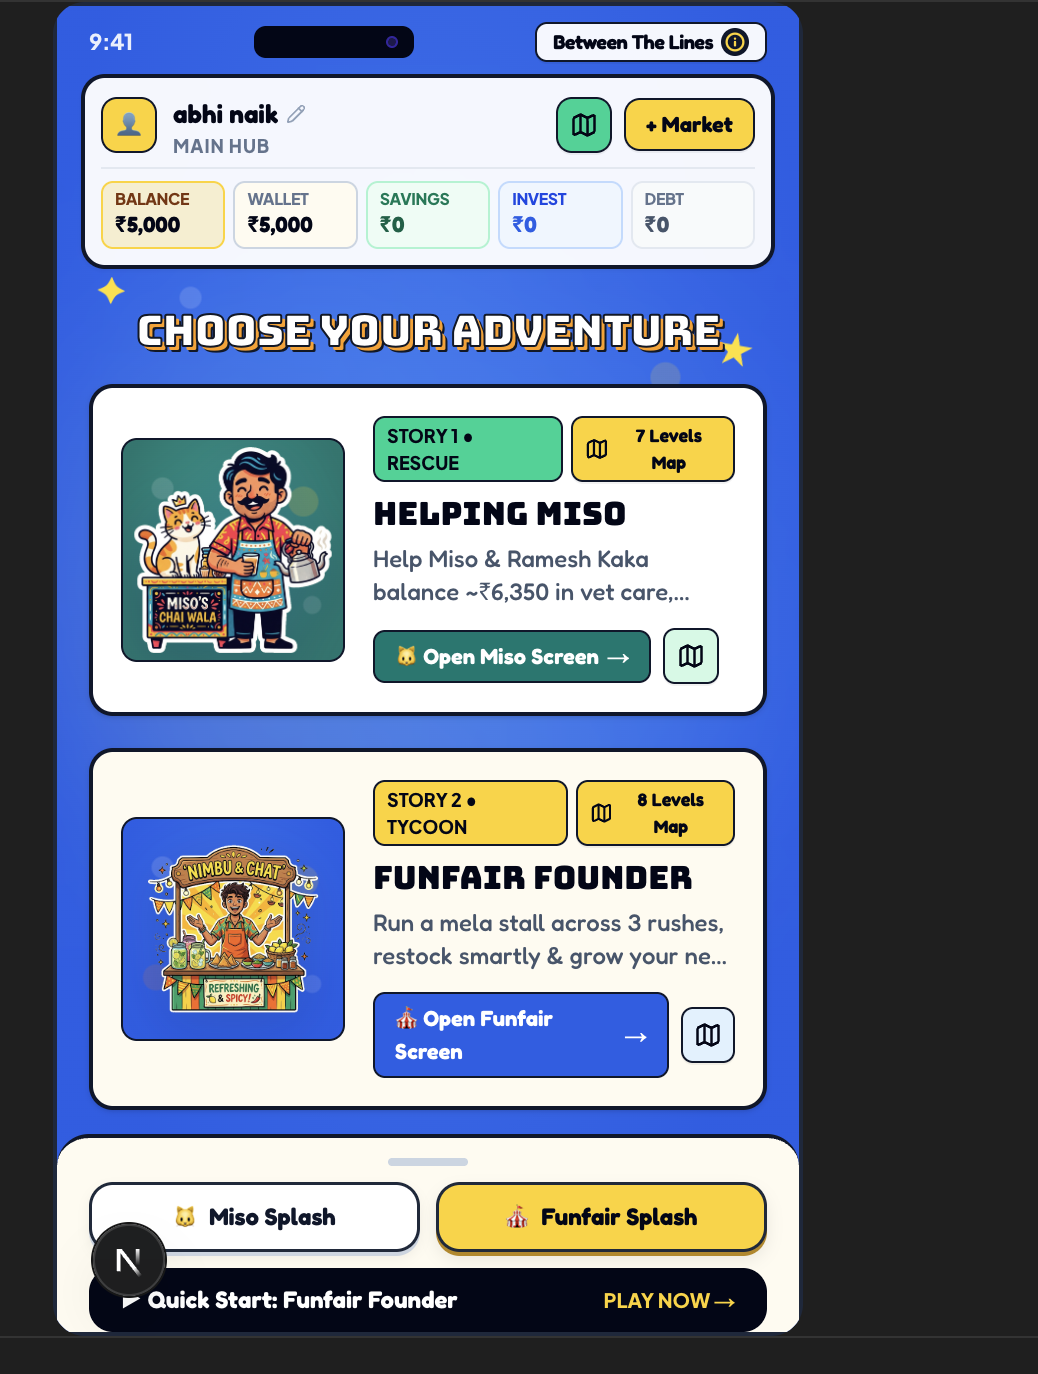 9:41
Between The Lines
abhi naik
MAIN HUB
+ Market
BALANCE
₹5,000
WALLET
₹5,000
SAVINGS
₹0
INVEST
₹0
DEBT
₹0
CHOOSE YOUR ADVENTURE
STORY 1 •
RESCUE
7 Levels
Map
HELPING MISO
Help Miso & Ramesh Kaka
balance ~₹6,350 in vet care,...
MISO'S
CHAI WALA
🐱 Open Miso Screen →
STORY 2 •
TYCOON
8 Levels
Map
FUNFAIR FOUNDER
Run a mela stall across 3 rushes,
restock smartly & grow your ne...
NIMBU & CHAT
REFRESHING
& SPICY!
🎪 Open Funfair
Screen →
🐱 Miso Splash
🎪 Funfair Splash
N
▶ Quick Start: Funfair Founder
PLAY NOW →